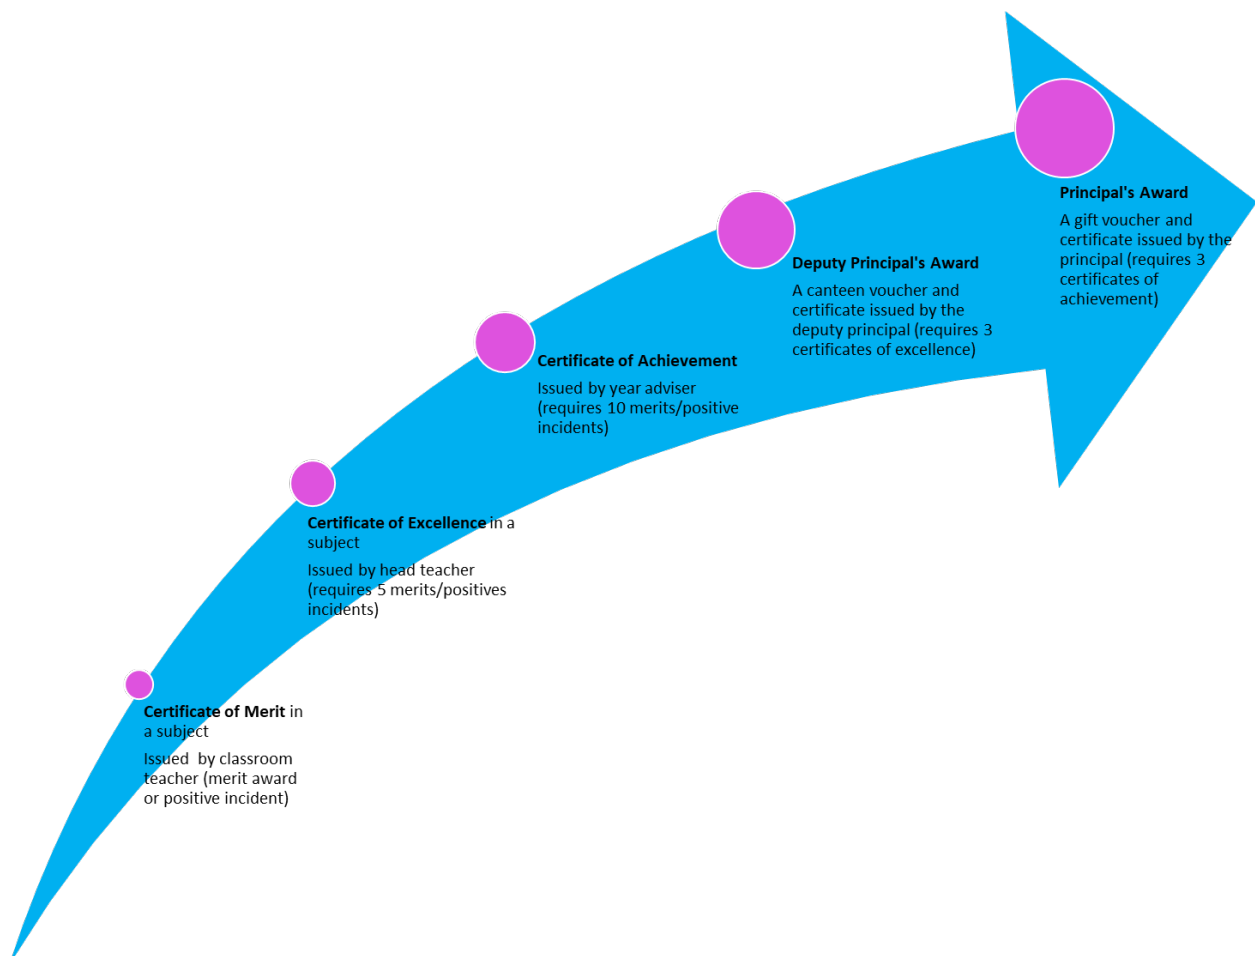 Principal's Award
A gift voucher and
certificate issued by the
principal (requires 3
certificates of
achievement)
Deputy Principal's Award
A canteen voucher and
certificate issued by the
deputy principal (requires 3
certificates of excellence)
Certificate of Achievement
Issued by year adviser
(requires 10 merits/positive
incidents)
Certificate of Excellence in a
subject
Issued by head teacher
(requires 5 merits/positives
incidents)
Certificate of Merit in
a subject
Issued  by classroom
teacher (merit award
or positive incident)